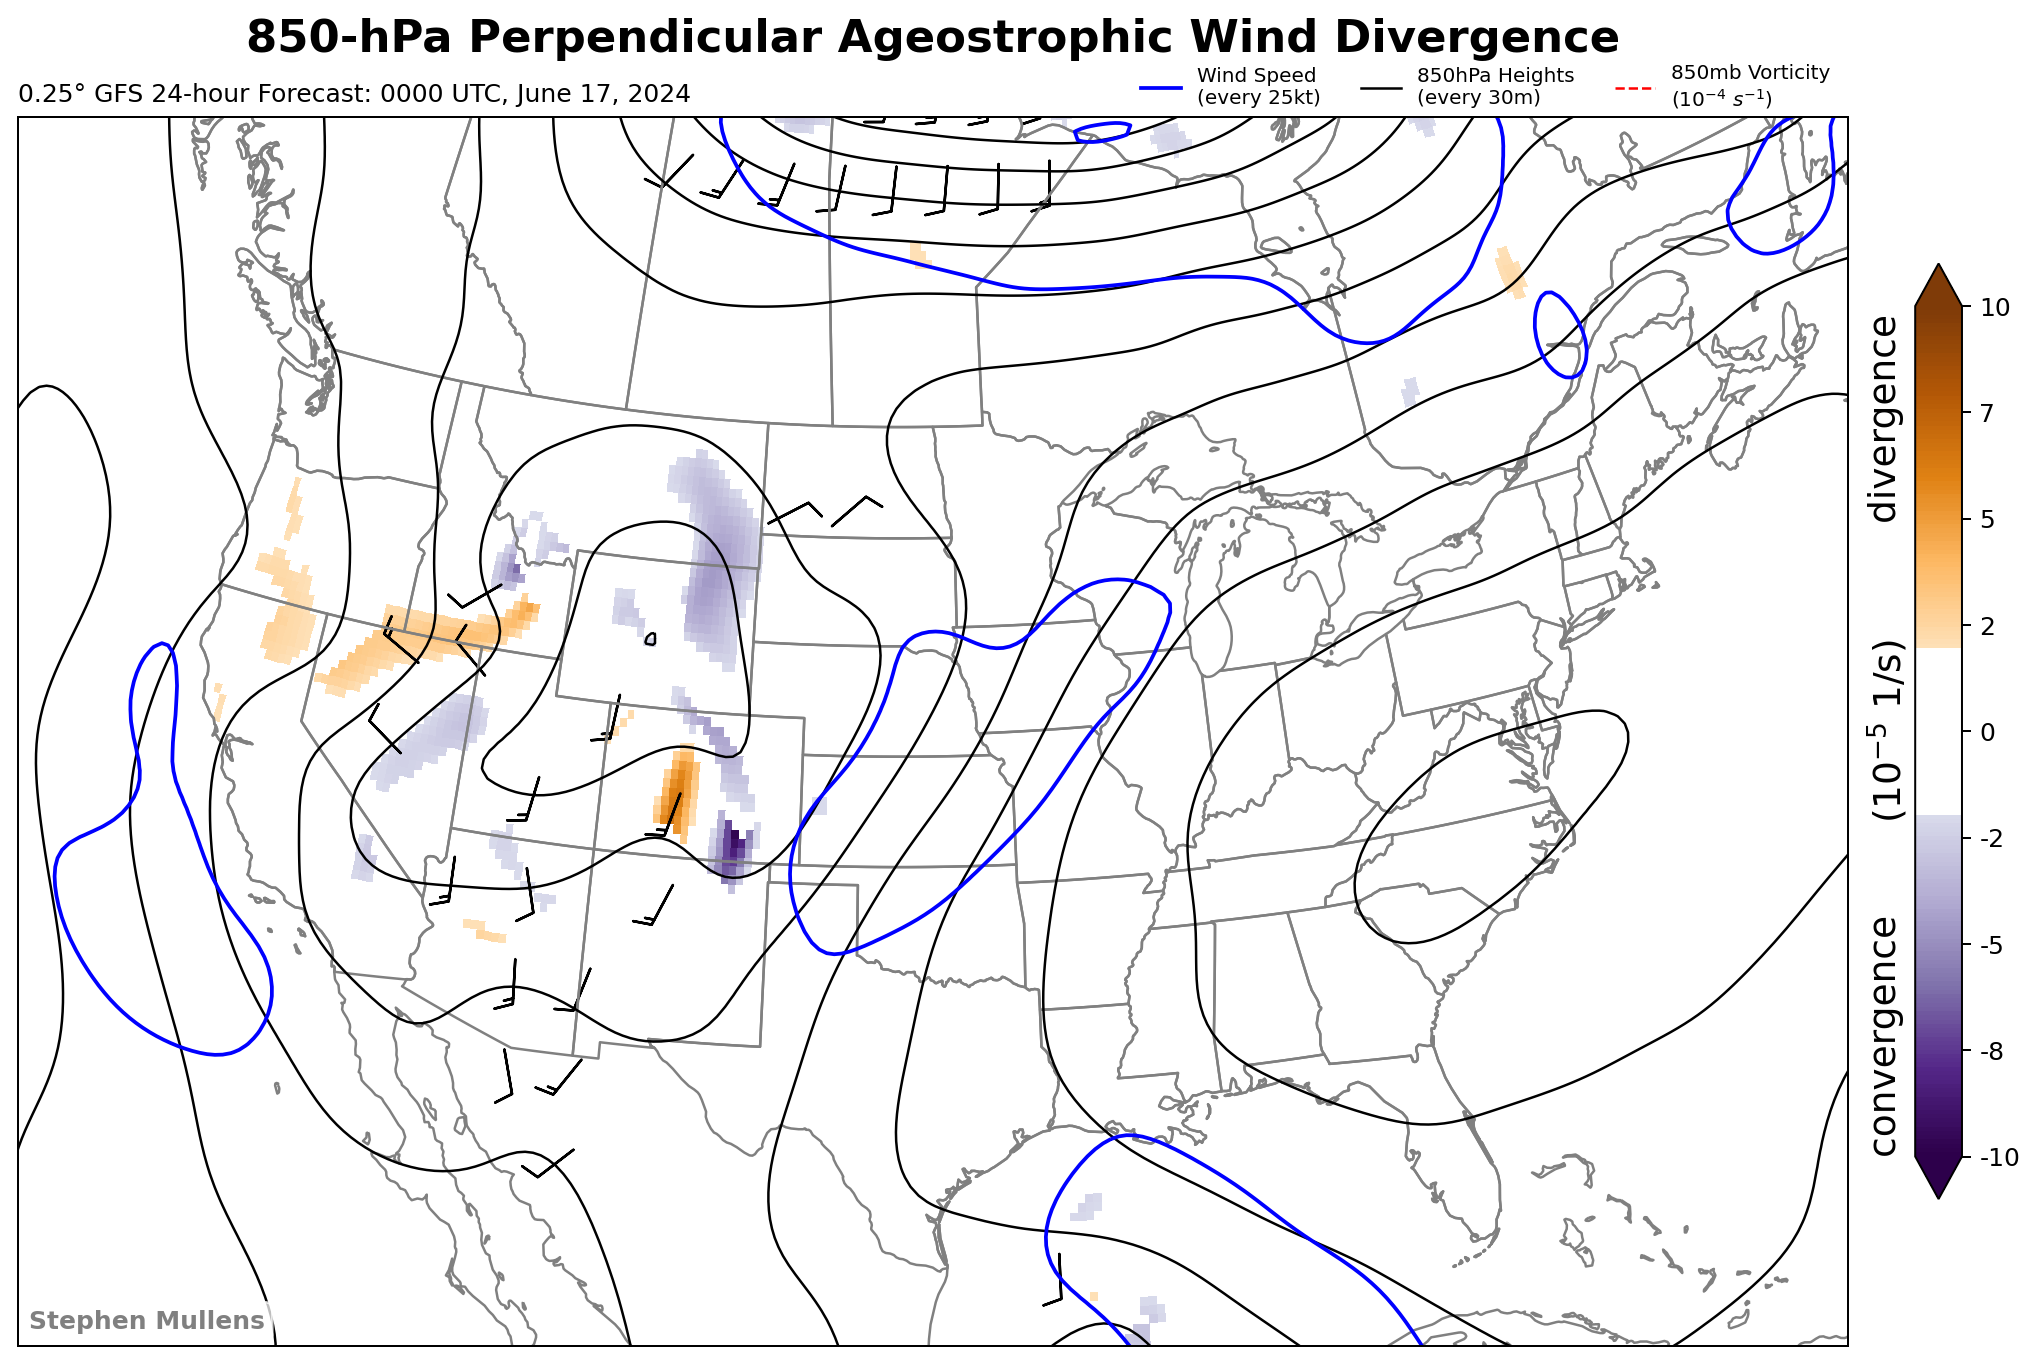 850-hPa Perpendicular Ageostrophic Wind Divergence
0.25° GFS 24-hour Forecast: 0000 UTC, June 17, 2024
Wind Speed
(every 25kt)
850hPa Heights
(every 30m)
850mb Vorticity
(10⁻⁴ s⁻¹)
10
7
5
2
0
-2
-5
-8
-10
convergence (10⁻⁵ 1/s) divergence
Stephen Mullens